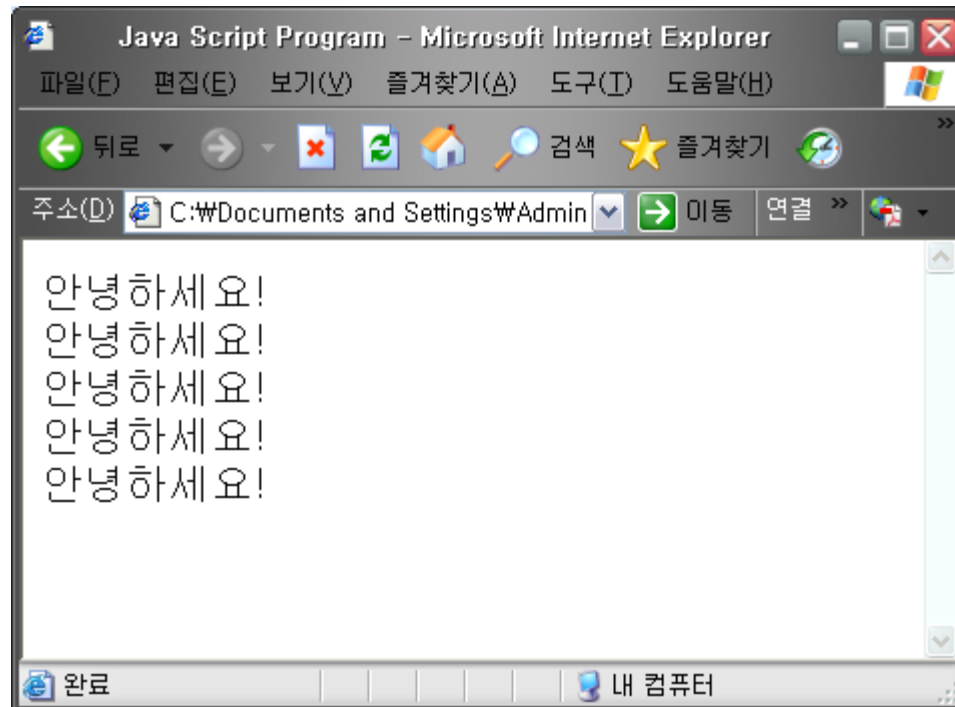 Java Script Program - Microsoft Internet Explorer
파일(F) 편집(E) 보기(V) 즐겨찾기(A) 도구(T) 도움말(H)
뒤로 검색 즐겨찾기 »
주소(D) C:₩Documents and Settings₩Admin 이동 연결 »
안녕하세요!
안녕하세요!
안녕하세요!
안녕하세요!
안녕하세요!
완료 내 컴퓨터